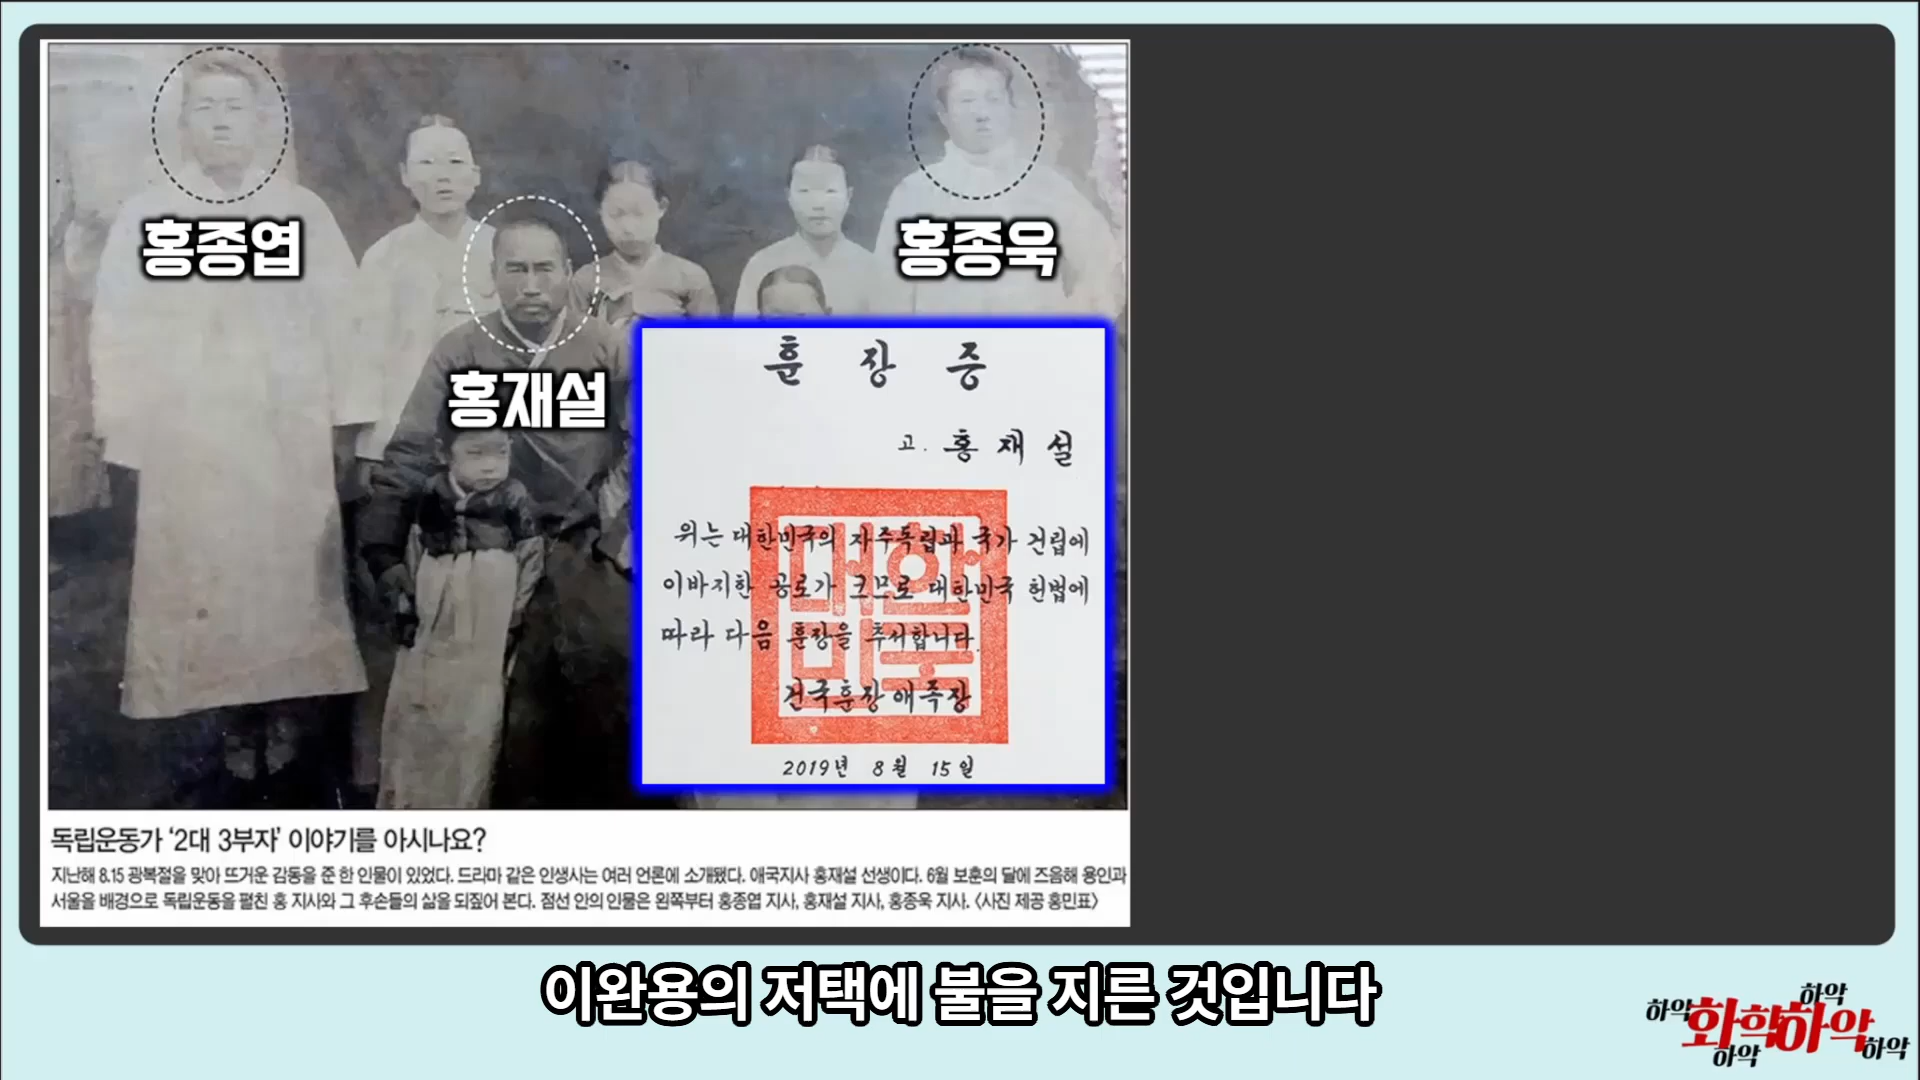 홍종엽
홍종욱
홍재설
훈장증
고. 홍재설
위는 대한민국의 자주독립과 국가 건립에
이바지한 공로가 크므로 대한민국 헌법에
따라 다음 훈장을 추서합니다.
건국훈장 애족장
대한
민국
2019년 8월 15일
독립운동가 ‘2대 3부자’ 이야기를 아시나요?
지난해 8.15 광복절을 맞아 뜨거운 감동을 준 한 인물이 있었다. 드라마 같은 인생사는 여러 언론에 소개됐다. 애국지사 홍재설 선생이다. 6월 보훈의 달에 즈음해 용인과
서울을 배경으로 독립운동을 펼친 홍 지사와 그 후손들의 삶을 되짚어 본다. 점선 안의 인물은 왼쪽부터 홍종엽 지사, 홍재설 지사, 홍종욱 지사. 〈사진 제공 홍민표〉
이완용의 저택에 불을 지른 것입니다
하악
하악
화학하악
하악
하악